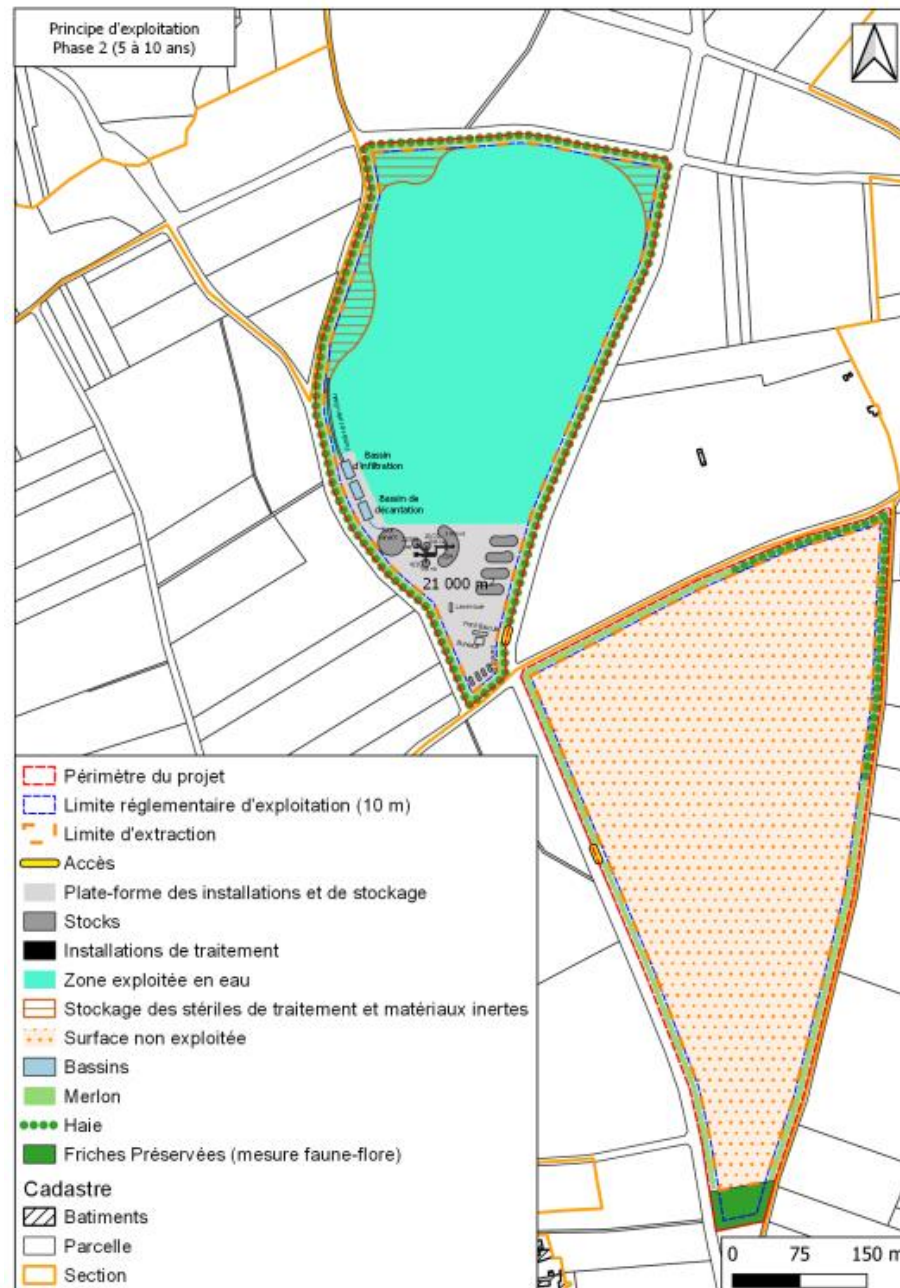 Principe d'exploitation
Phase 2 (5 à 10 ans)
Bassin
d'infiltration
Bassin de
décantation
21 000 m²
Périmètre du projet
Limite réglementaire d'exploitation (10 m)
Limite d'extraction
Accès
Plate-forme des installations et de stockage
Stocks
Installations de traitement
Zone exploitée en eau
Stockage des stériles de traitement et matériaux inertes
Surface non exploitée
Bassins
Merlon
Haie
Friches Préservées (mesure faune-flore)
Cadastre
Batiments
Parcelle
Section
0 75 150 m